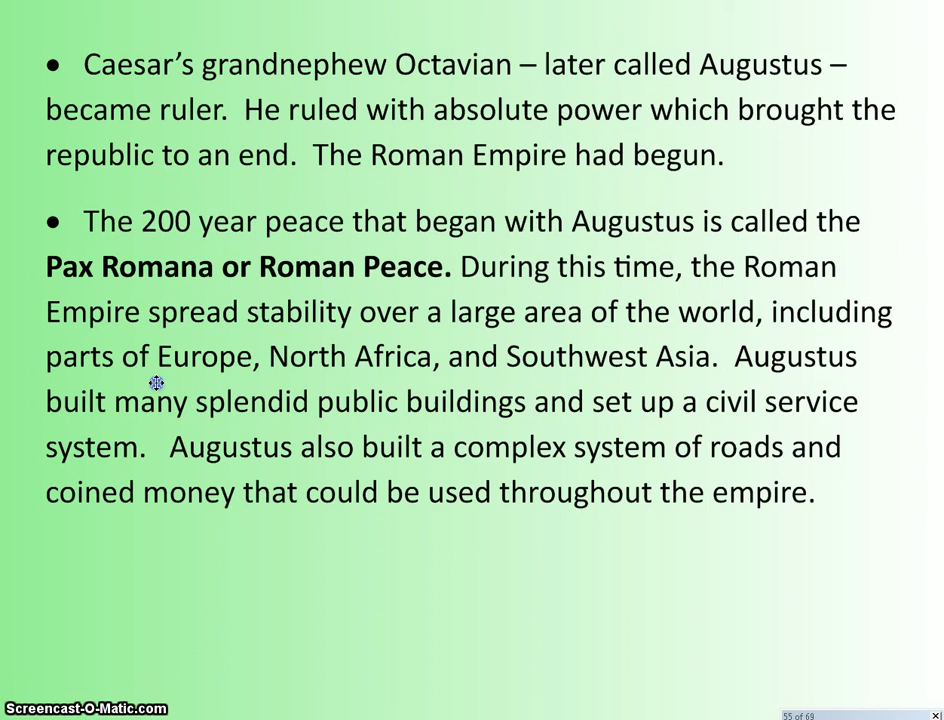 • Caesar’s grandnephew Octavian – later called Augustus –
became ruler.  He ruled with absolute power which brought the
republic to an end.  The Roman Empire had begun.
• The 200 year peace that began with Augustus is called the
Pax Romana or Roman Peace. During this time, the Roman
Empire spread stability over a large area of the world, including
parts of Europe, North Africa, and Southwest Asia.  Augustus
built many splendid public buildings and set up a civil service
system.   Augustus also built a complex system of roads and
coined money that could be used throughout the empire.
Screencast-O-Matic.com
55 of 69